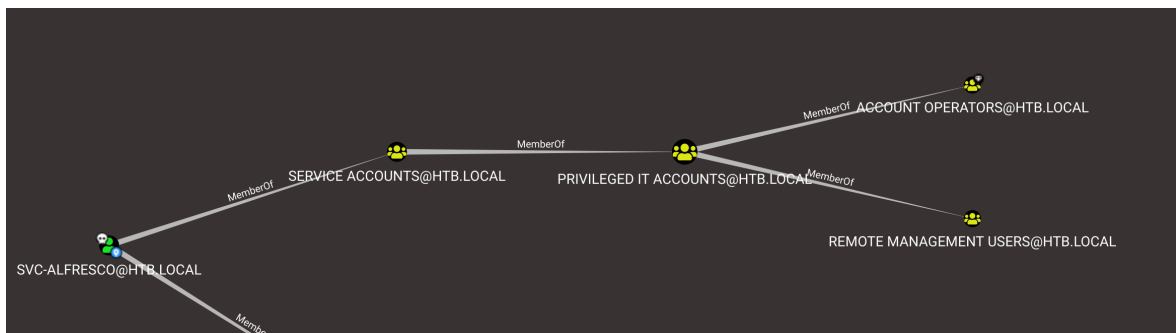 ACCOUNT OPERATORS@HTB.LOCAL
MemberOf
MemberOf
SERVICE ACCOUNTS@HTB.LOCAL
PRIVILEGED IT ACCOUNTS@HTB.LOCAL
MemberOf
MemberOf
REMOTE MANAGEMENT USERS@HTB.LOCAL
SVC-ALFRESCO@HTB.LOCAL